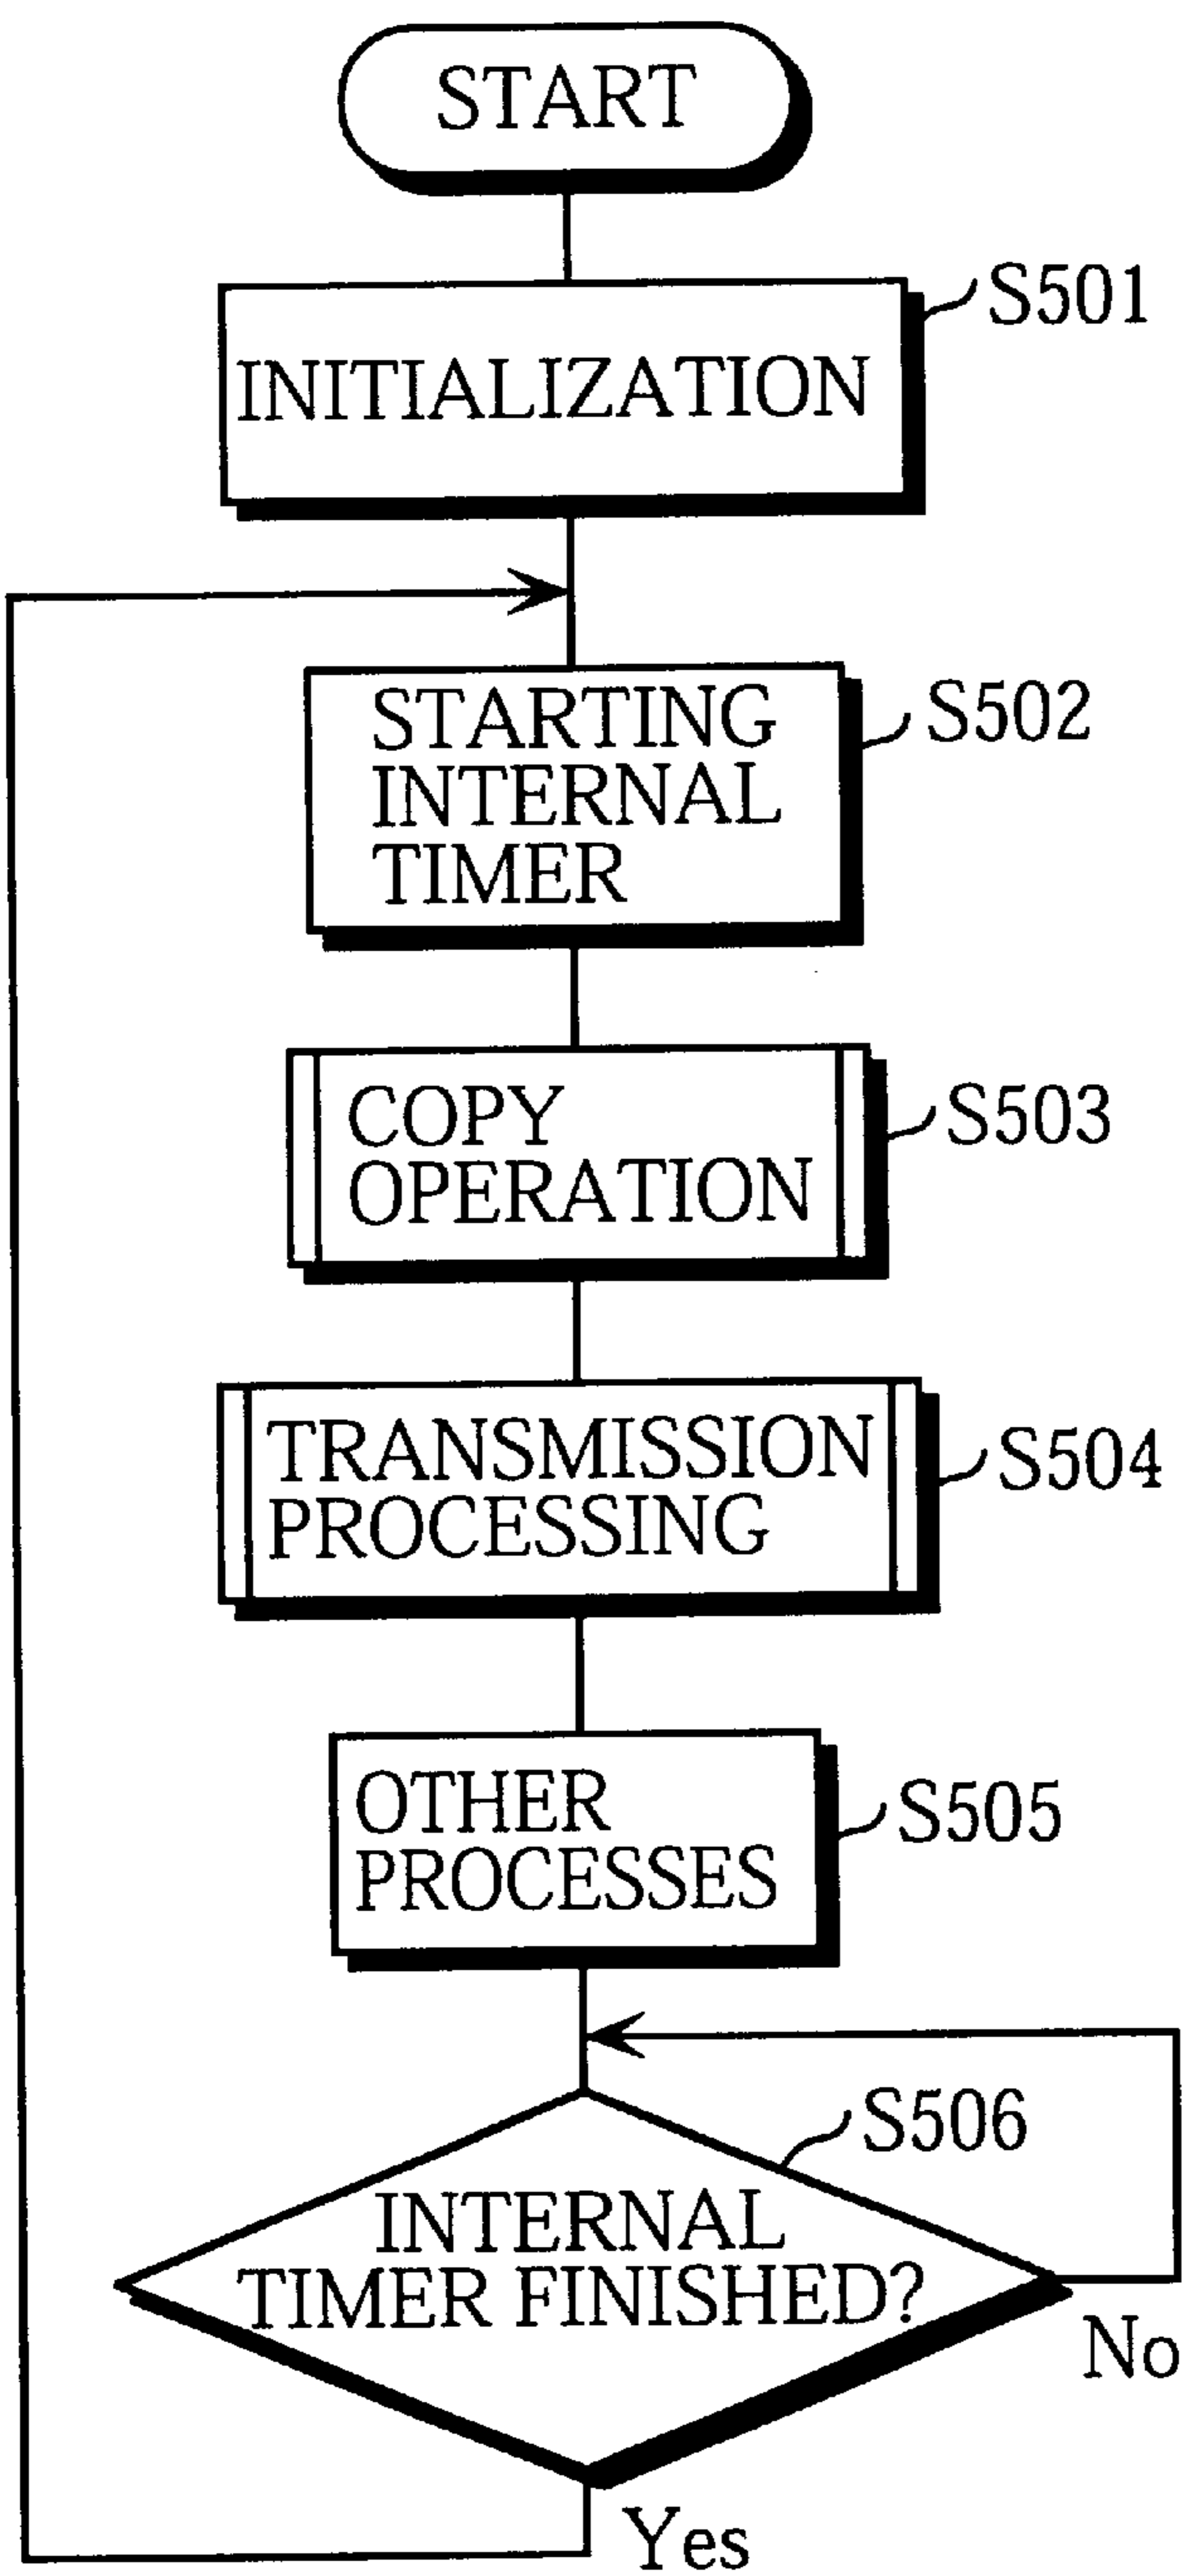 START
S501
INITIALIZATION
S502
STARTING
INTERNAL
TIMER
S503
COPY
OPERATION
S504
TRANSMISSION
PROCESSING
S505
OTHER
PROCESSES
S506
INTERNAL
TIMER FINISHED?
No
Yes